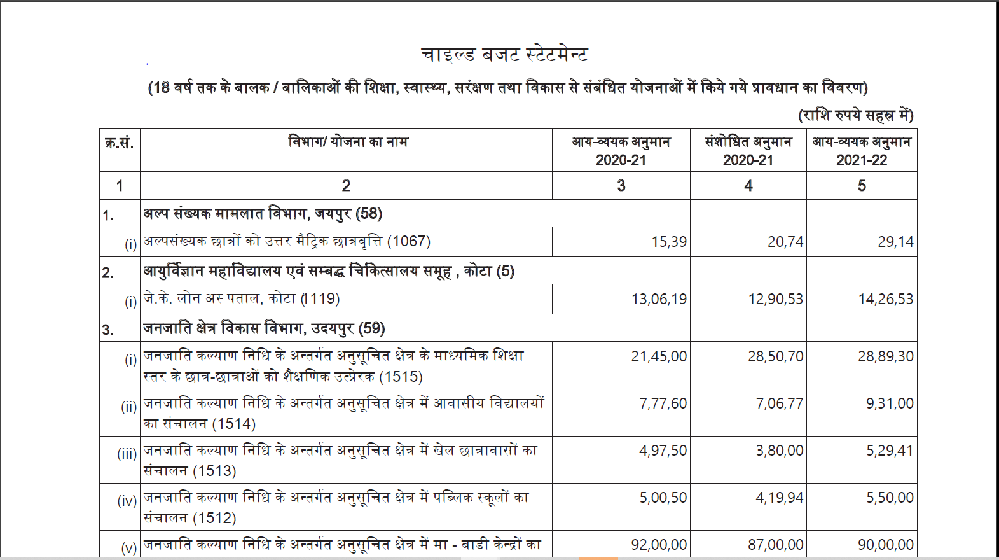 चाइल्ड बजट स्टेटमेन्ट
(18 वर्ष तक के बालक / बालिकाओं की शिक्षा, स्वास्थ्य, सरंक्षण तथा विकास से संबंधित योजनाओं में किये गये प्रावधान का विवरण)
(राशि रुपये सहस्र में)
क्र.सं. विभाग/ योजना का नाम आय-व्ययक अनुमान 2020-21 संशोधित अनुमान 2020-21 आय-व्ययक अनुमान 2021-22
1 2 3 4 5
1. अल्प संख्यक मामलात विभाग, जयपुर (58)
(i) अल्पसंख्यक छात्रों को उत्तर मैट्रिक छात्रवृत्ति (1067) 15,39 20,74 29,14
2. आयुर्विज्ञान महाविद्यालय एवं सम्बद्ध चिकित्सालय समूह , कोटा (5)
(i) जे.के. लोन अस पताल, कोटा (1119) 13,06,19 12,90,53 14,26,53
3. जनजाति क्षेत्र विकास विभाग, उदयपुर (59)
(i) जनजाति कल्याण निधि के अन्तर्गत अनुसूचित क्षेत्र के माध्यमिक शिक्षा 21,45,00 28,50,70 28,89,30
स्तर के छात्र-छात्राओं को शैक्षणिक उत्प्रेरक (1515)
(ii) जनजाति कल्याण निधि के अन्तर्गत अनुसूचित क्षेत्र में आवासीय विद्यालयों 7,77,60 7,06,77 9,31,00
का संचालन (1514)
(iii) जनजाति कल्याण निधि के अन्तर्गत अनुसूचित क्षेत्र में खेल छात्रावासों का 4,97,50 3,80,00 5,29,41
संचालन (1513)
(iv) जनजाति कल्याण निधि के अन्तर्गत अनुसूचित क्षेत्र में पब्लिक स्कूलों का 5,00,50 4,19,94 5,50,00
संचालन (1512)
(v) जनजाति कल्याण निधि के अन्तर्गत अनुसूचित क्षेत्र में मा - बाडी केन्द्रों का 92,00,00 87,00,00 90,00,00